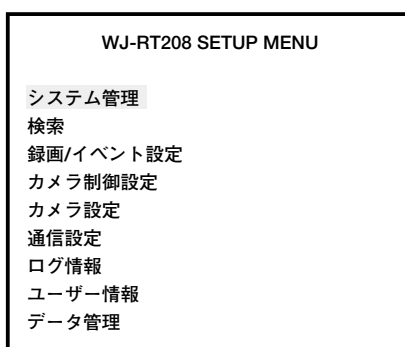 WJ-RT208 SETUP MENU
システム管理
検索
録画/イベント設定
カメラ制御設定
カメラ設定
通信設定
ログ情報
ユーザー情報
データ管理